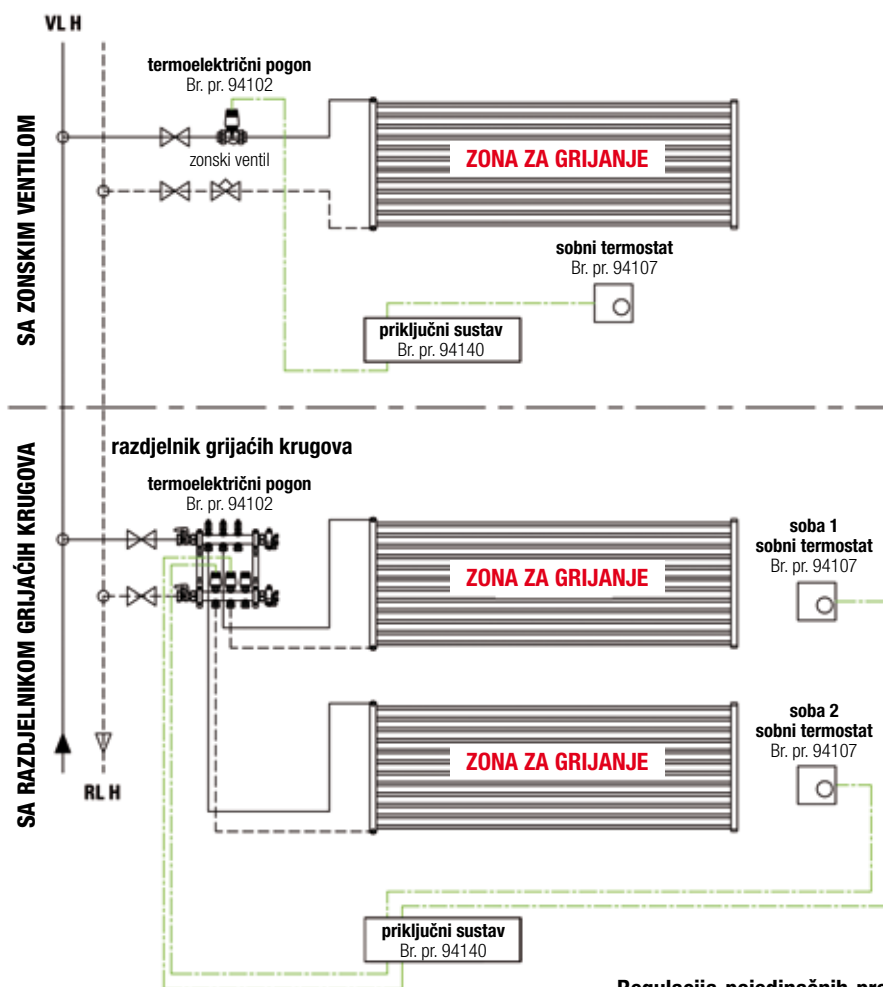 VL H
termoelektrični pogon
Br. pr. 94102
zonski ventil
ZONA ZA GRIJANJE
SA ZONSKIM VENTILOM
sobni termostat
Br. pr. 94107
priključni sustav
Br. pr. 94140
razdjelnik grijaćih krugova
termoelektrični pogon
Br. pr. 94102
ZONA ZA GRIJANJE
soba 1
sobni termostat
Br. pr. 94107
SA RAZDJELNIKOM GRIJAĆIH KRUGOVA
ZONA ZA GRIJANJE
soba 2
sobni termostat
Br. pr. 94107
RL H
priključni sustav
Br. pr. 94140